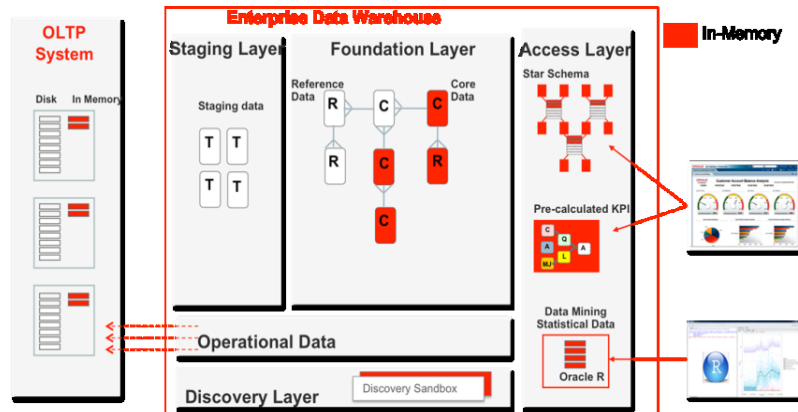 Enterprise Data Warehouse
OLTP
System
Disk
In Memory
Staging Layer
Staging data
T
T
T
T
Foundation Layer
Reference
Data
Core
Data
R
C
C
R
C
R
C
Access Layer
Star Schema
Pre-calculated KPI
C
A
Q
A
L
MJ
Data Mining
Statistical Data
Oracle R
In-Memory
R
Operational Data
Discovery Layer
Discovery Sandbox